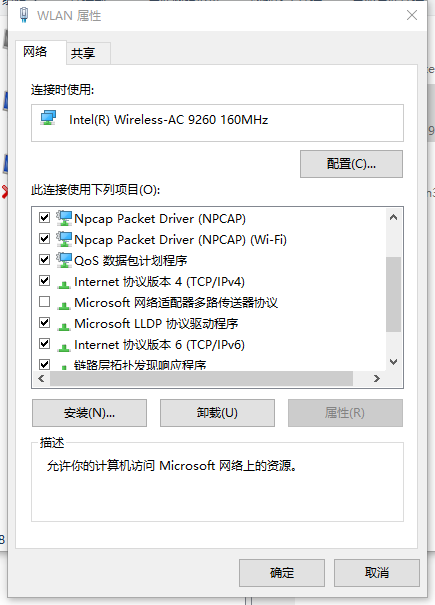 WLAN 属性
网络
共享
连接时使用:
Intel(R) Wireless-AC 9260 160MHz
配置(C)...
此连接使用下列项目(O):
Npcap Packet Driver (NPCAP)
Npcap Packet Driver (NPCAP) (Wi-Fi)
QoS 数据包计划程序
Internet 协议版本 4 (TCP/IPv4)
Microsoft 网络适配器多路传送器协议
Microsoft LLDP 协议驱动程序
Internet 协议版本 6 (TCP/IPv6)
链路层拓扑发现响应程序
安装(N)...
卸载(U)
属性(R)
描述
允许你的计算机访问 Microsoft 网络上的资源。
确定
取消